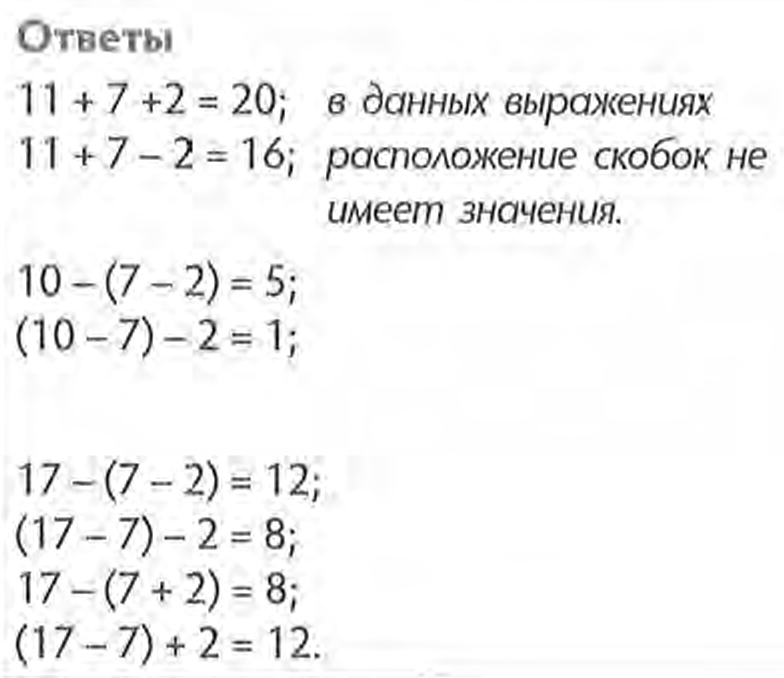 Ответы
11 + 7 +2 = 20; в данных выражениях
11 + 7 – 2 = 16; расположение скобок не
имеет значения.
10 – (7 – 2) = 5;
(10 – 7) – 2 = 1;
17 – (7 – 2) = 12;
(17 – 7) – 2 = 8;
17 – (7 + 2) = 8;
(17 – 7) + 2 = 12.